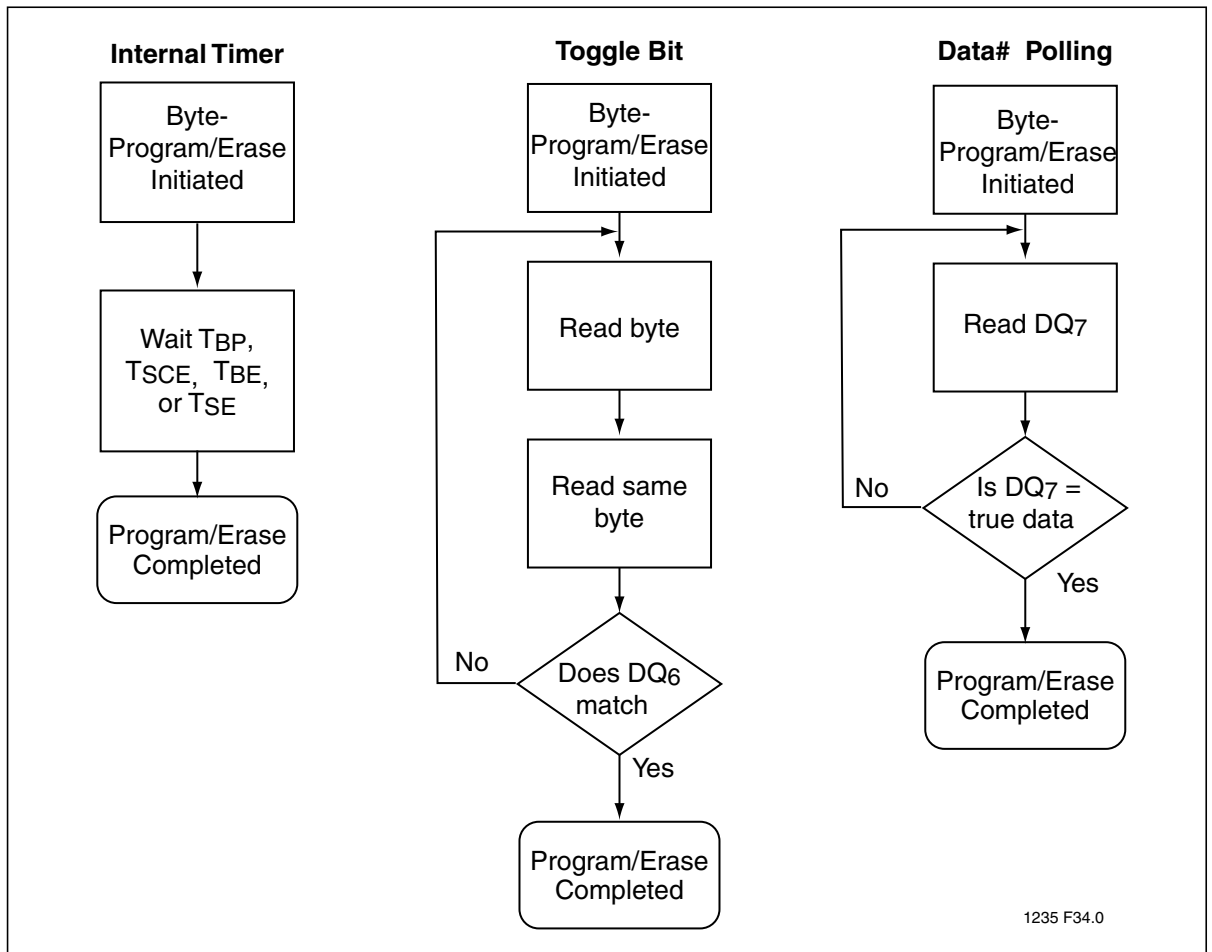 Internal Timer
Byte-
Program/Erase
Initiated
Wait TBP,
TSCE, TBE,
or TSE
Program/Erase
Completed
Toggle Bit
Byte-
Program/Erase
Initiated
Read byte
Read same
byte
No
Does DQ6
match
Yes
Program/Erase
Completed
Data# Polling
Byte-
Program/Erase
Initiated
Read DQ7
No
Is DQ7 =
true data
Yes
Program/Erase
Completed
1235 F34.0